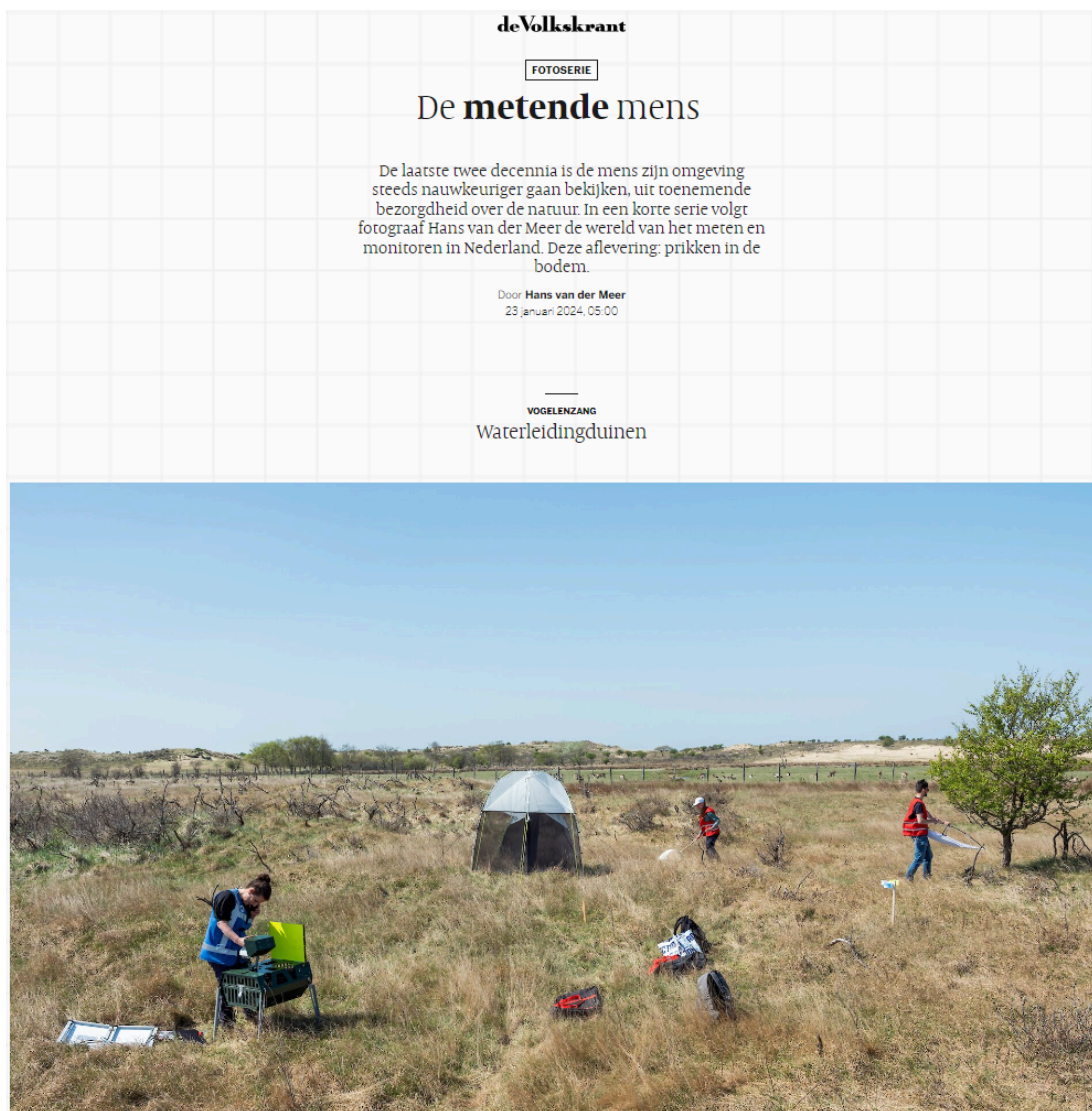 deVolkskrant
FOTOSERIE
De metende mens
De laatste twee decennia is de mens zijn omgeving
steeds nauwkeuriger gaan bekijken, uit toenemende
bezorgdheid over de natuur. In een korte serie volgt
fotograaf Hans van der Meer de wereld van het meten en
monitoren in Nederland. Deze aflevering: prikken in de
bodem.
Door Hans van der Meer
23 januari 2024, 05:00
VOGELENZANG
Waterleidingduinen